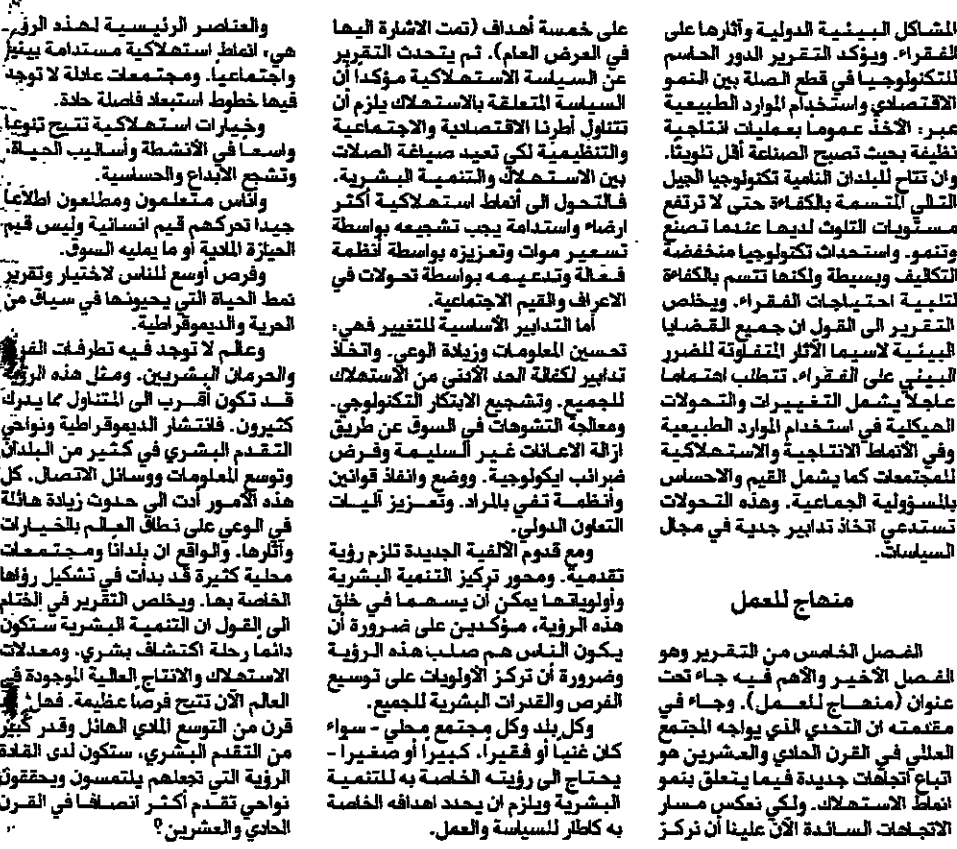 المشاكل البيئية الدولية وآثارها على
الفقراء. ويؤكد التقرير الدور الحاسم
للتكنولوجيا في قطع الصلة بين النمو
الاقتصادي واستخدام الموارد الطبيعية
عبر: الأخذ عموما بعمليات انتاجية
نظيفة بحيث تصبح الصناعة أقل تلويثا.
وان تتاح للبلدان النامية تكنولوجيا الجيل
التالي المتسمة بالكفاءة حتى لا ترتفع
مستويات التلوث لديها عندما تصنع
وتنمو. واستحداث تكنولوجيا منخفضة
التكاليف وبسيطة ولكنها تتسم بالكفاءة
لتلبية احتياجات الفقراء. ويخلص
التقرير الى القول ان جميع القضايا
البيئية لاسيما الآثار المتفاوتة للضرر
البيئي على الفقراء. تتطلب اهتماما
عاجلاً يشمل التغييرات والتحولات
الهيكلية في استخدام الموارد الطبيعية
وفي الأنماط الانتاجية والاستهلاكية
للمجتمعات كما يشمل القيم والاحساس
بالمسؤولية الجماعية. وهذه التحولات
تستدعي اتخاذ تدابير جدية في مجال
السياسات.
منهاج للعمل
الفصل الخامس من التقرير وهو
الفصل الأخير والأهم فيه جاء تحت
عنوان (منهاج للعمل). وجاء في
مقدمته ان التحدي الذي يواجه المجتمع
العالمي في القرن الحادي والعشرين هو
اتباع اتجاهات جديدة فيما يتعلق بنمو
انماط الاستهلاك. ولكي نعكس مسار
الاتجاهات السائدة الآن علينا أن نركز
على خمسة أهداف (تمت الاشارة اليها
في العرض العام). ثم يتحدث التقرير
عن السياسة الاستهلاكية مؤكدا أن
السياسة المتعلقة بالاستهلاك يلزم أن
تتناول أطرنا الاقتصادية والاجتماعية
والتنظيمية لكي تعيد صياغة الصلات
بين الاستهلاك والتنمية البشرية.
فالتحول الى أنماط استهلاكية أكثر
ارضاء واستدامة يجب تشجيعه بواسطة
تسعير موات وتعزيزه بواسطة أنظمة
فعالة وتدعيمه بواسطة تحولات في
الاعراف والقيم الاجتماعية.
أما التدابير الأساسية للتغيير فهي:
تحسين المعلومات وزيادة الوعي. واتخاذ
تدابير لكفالة الحد الأدنى من الأستهلاك
للجميع. وتشجيع الابتكار التكنولوجي.
ومعالجة التشوهات في السوق عن طريق
ازالة الاعانات غير السليمة وفرض
ضرائب ايكولوجية. ووضع وانفاذ قوانين
وأنظمة تفي بالمراد. وتعزيز آليات
التعاون الدولي.
ومع قدوم الألفية الجديدة تلزم رؤية
تقدمية. ومحور تركيز التنمية البشرية
وأولوياتها يمكن أن يسهما في خلق
هذه الرؤية، مؤكدين على ضرورة أن
يكون الناس هم صلب هذه الرؤية
وضرورة أن تركز الأولويات على توسيع
الفرص والقدرات البشرية للجميع.
وكل بلد وكل مجتمع محلي - سواء
كان غنيا أو فقيرا، كبيرا أو صغيرا -
يحتاج الى رؤيته الخاصة به للتنمية
البشرية ويلزم ان يحدد اهدافه الخاصة
به كاطار للسياسة والعمل.
والعناصر الرئيسية لهذه
هي، انماط استهلاكية مستدامة بيئيا
واجتماعياً. ومجتمعات عادلة لا توجد
فيها خطوط استبعاد فاصلة حادة.
وخيارات استهلاكية تتيح تنوعا
واسعا في الأنشطة وأساليب الحياة،
وتشجع الابداع والحساسية.
وأناس متعلمون ومطلعون اطلاعاً
جيدا تحركهم قيم انسانية وليس قيم
الحيازة المادية أو ما يمليه السوق.
وفرص أوسع للناس لاختيار وتقرير
نمط الحياة التي يحيونها في سياق من
الحرية والديموقراطية.
وعالم لا توجد فيه تطرفات
والحرمان البشريين. ومثل هذه الرؤية
قد تكون أقرب الى المتناول مما يدرك
كثيرون. فانتشار الديموقراطية ونواحي
التقدم البشري في كثير من البلدان
وتوسع المعلومات ووسائل الاتصال. كل
هذه الأمور أدت الى حدوث زيادة هائلة
في الوعي على نطاق العالم بالخيارات
وآثارها. والواقع ان بلدانا ومجتمعات
محلية كثيرة قد بدأت في تشكيل رؤاها
الخاصة بها. ويخلص التقرير في الختام
الى القول ان التنمية البشرية ستكون
دائما رحلة اكتشاف بشري. ومعدلات
الاستهلاك والانتاج العالية الموجودة في
العالم الآن تتيح فرصا عظيمة. فهل
قرن من التوسع المادي الهائل وقدر كبير
من التقدم البشري، ستكون لدى القادة
الرؤية التي تجعلهم يلتمسون ويحققون
نواحي تقدم أكثر انصافا في القرن
الحادي والعشرين؟